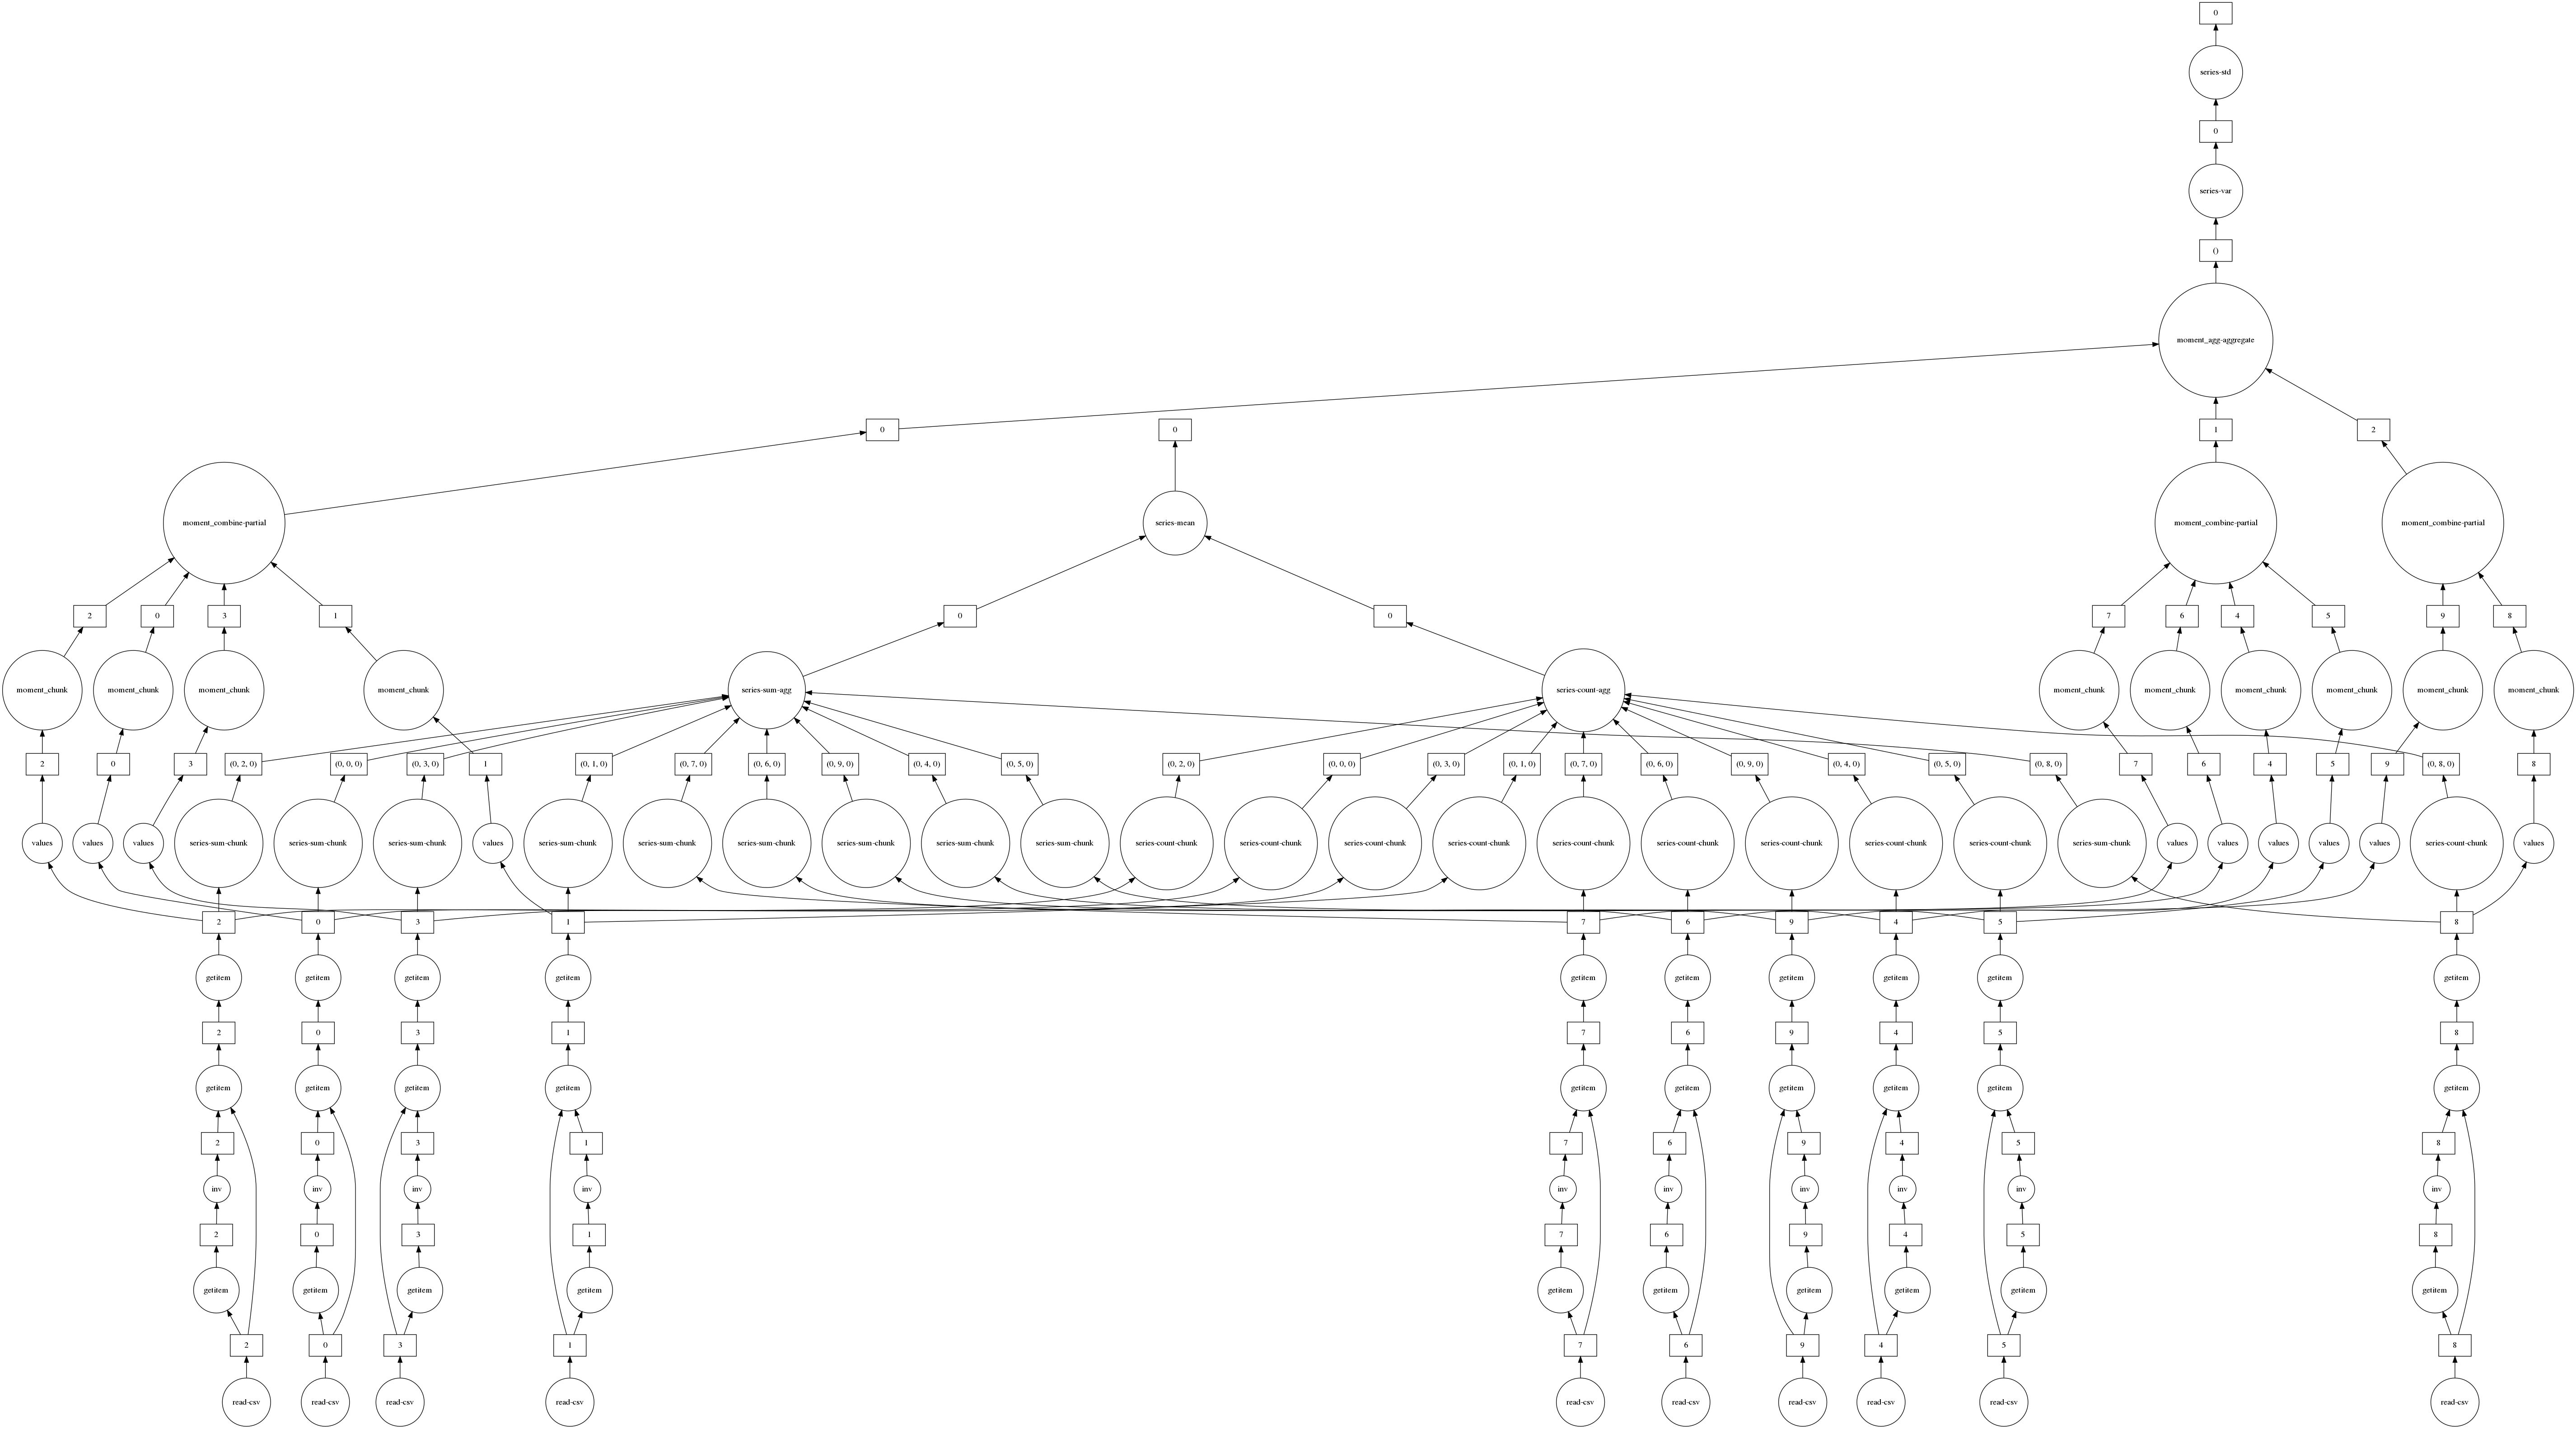 0
series-std
0
series-var
()
moment_agg-aggregate
0 0 1 2
moment_combine-partial series-mean moment_combine-partial moment_combine-partial
2 0 3 1 0 0 7 6 4 5 9 8
moment_chunk moment_chunk moment_chunk moment_chunk series-sum-agg series-count-agg moment_chunk moment_chunk moment_chunk moment_chunk moment_chunk moment_chunk
2 0 3 (0, 2, 0) (0, 0, 0) (0, 3, 0) 1 (0, 1, 0) (0, 7, 0) (0, 6, 0) (0, 9, 0) (0, 4, 0) (0, 5, 0) (0, 2, 0) (0, 0, 0) (0, 3, 0) (0, 1, 0) (0, 7, 0) (0, 6, 0) (0, 9, 0) (0, 4, 0) (0, 5, 0) (0, 8, 0) 7 6 4 5 9 (0, 8, 0) 8
values values values series-sum-chunk series-sum-chunk series-sum-chunk values series-sum-chunk series-sum-chunk series-sum-chunk series-sum-chunk series-sum-chunk series-sum-chunk series-count-chunk series-count-chunk series-count-chunk series-count-chunk series-count-chunk series-count-chunk series-count-chunk series-count-chunk series-count-chunk series-sum-chunk values values values values values series-count-chunk values
2 0 3 1 7 6 9 4 5 8
getitem getitem getitem getitem getitem getitem getitem getitem getitem getitem
2 0 3 1 7 6 9 4 5 8
getitem getitem getitem getitem getitem getitem getitem getitem getitem getitem
2 0 3 1 7 6 9 4 5 8
inv inv inv inv inv inv inv inv inv inv
2 0 3 1 7 6 9 4 5 8
getitem getitem getitem getitem getitem getitem getitem getitem getitem getitem
2 0 3 1 7 6 9 4 5 8
read-csv read-csv read-csv read-csv read-csv read-csv read-csv read-csv read-csv read-csv